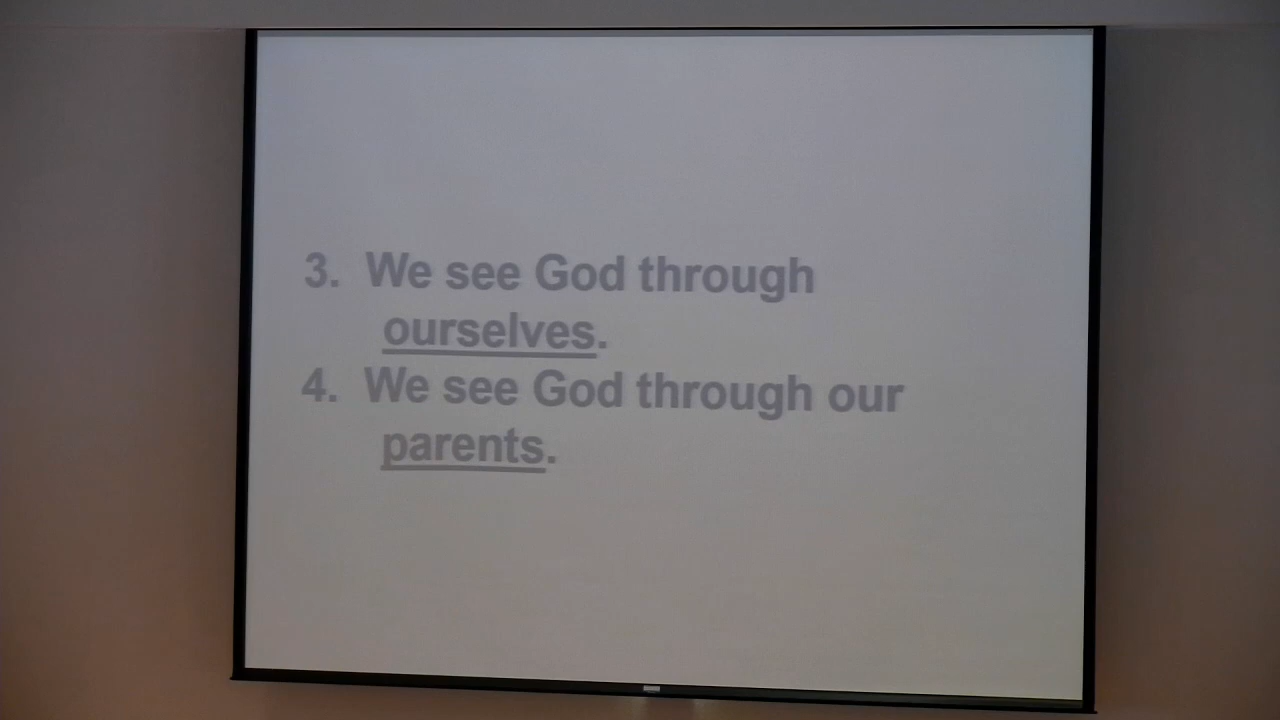 3. We see God through
ourselves.
4. We see God through our
parents.